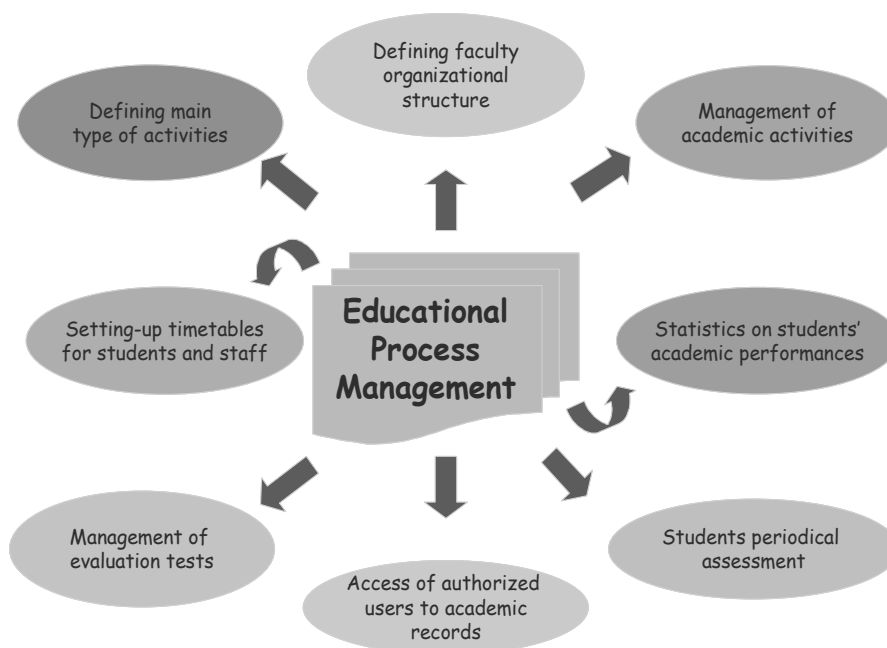 Defining faculty
organizational
structure
Defining main
type of activities
Management of
academic activities
Educational
Process
Management
Setting-up timetables
for students and staff
Statistics on students'
academic performances
Management of
evaluation tests
Students periodical
assessment
Access of authorized
users to academic
records